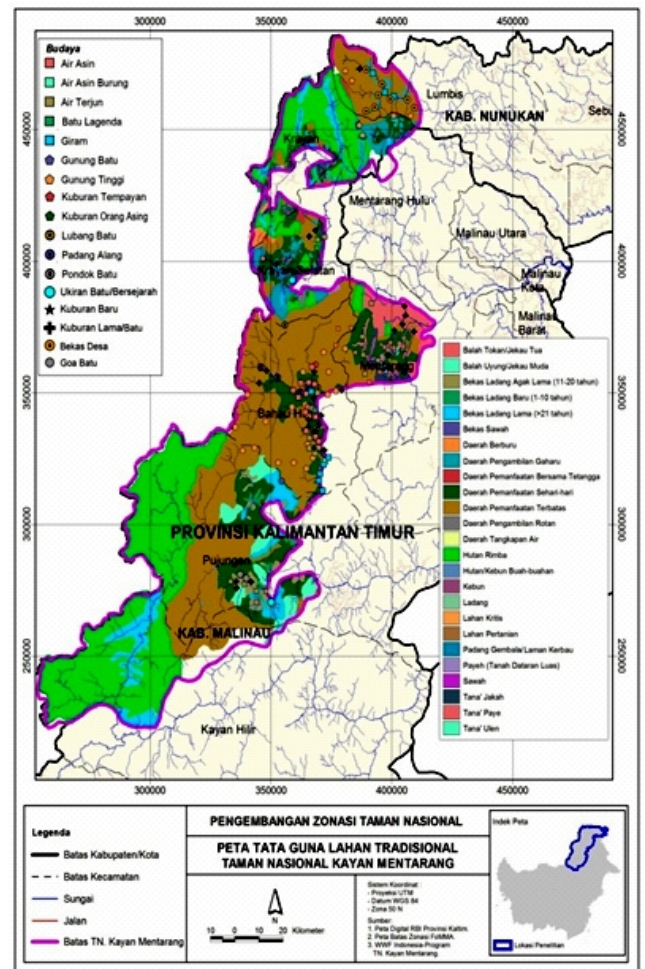 300000 350000 400000 450000
Budaya
Air Asin
Air Asin Burung
Air Terjun
Batu Lagenda
Giram
Gunung Batu
Gunung Tinggi
Kuburan Tempayan
Kuburan Orang Asing
Lubang Batu
Padang Alang
Pondok Batu
Ukiran Batu/Bersejarah
Kuburan Baru
Kuburan Lama/Batu
Bekas Desa
Goa Batu
Lumbis
KAB. NUNUKAN
Sebu
450000 450000
Mentarang Hulu
Malinau Utara
400000 400000
Malinau
Kota
Malinau
Barat
350000 350000
Bahau H
300000 300000
PROVINSI KALIMANTAN TIMUR
Pujungan
KAB. MALINAU
250000 250000
Kayan Hilir
Balah Tokan/Jekau Tua
Balah Uyung/Jekau Muda
Bekas Ladang Agak Lama (11-20 tahun)
Bekas Ladang Baru (1-10 tahun)
Bekas Ladang Lama (>21 tahun)
Bekas Sawah
Daerah Berburu
Daerah Pengambilan Gaharu
Daerah Pemanfaatan Bersama Tetangga
Daerah Pemanfaatan Sehari-hari
Daerah Pemanfaatan Terbatas
Daerah Pengambilan Rotan
Daerah Tangkapan Air
Hutan Rimba
Hutan/Kebun Buah-buahan
Kebun
Ladang
Lahan Kritis
Lahan Pertanian
Padang Gembala/Laman Kerbau
Payeh (Tanah Dataran Luas)
Sawah
Tana' Jakah
Tana' Paye
Tana' Ulen
300000 350000 400000 450000
Legenda
Batas Kabupaten/Kota
Batas Kecamatan
Sungai
Jalan
Batas TN. Kayan Mentarang
PENGEMBANGAN ZONASI TAMAN NASIONAL
PETA TATA GUNA LAHAN TRADISIONAL
TAMAN NASIONAL KAYAN MENTARANG
N
10 0 10 20 Kilometer
Sistem Koordinat :
- Proyeksi UTM
- Datum WGS 84
- Zona 50 N
Sumber:
1. Peta Digital RBI Provinsi Kaltim.
2. Peta Batas Zonasi FoMMA.
3. WWF Indonesia-Program
TN. Kayan Mentarang.
Indek Peta
Lokasi Penelitian